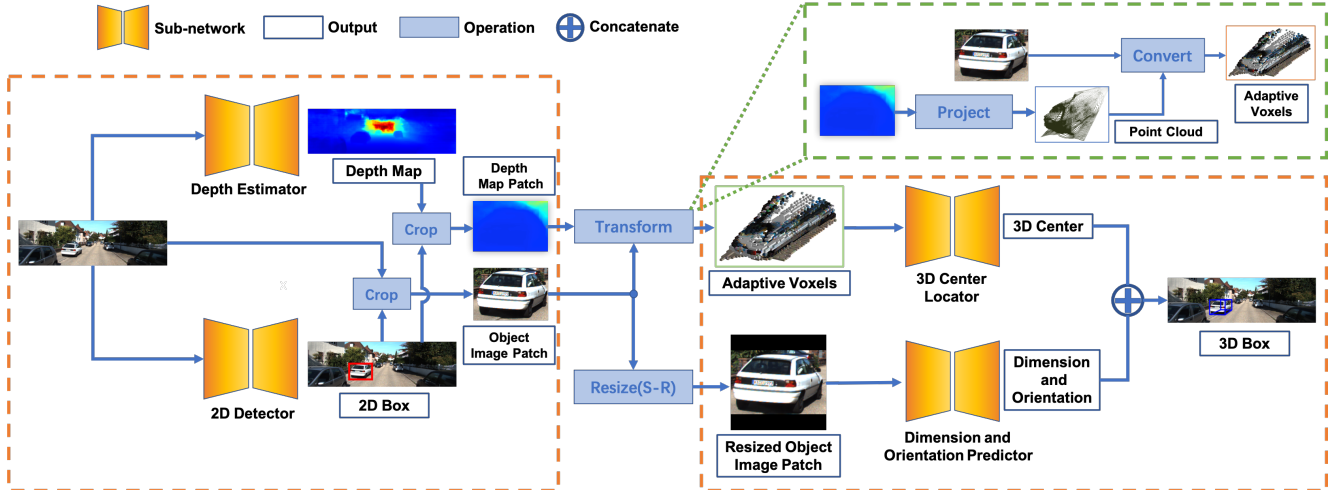 Sub-network
Output
Operation
Concatenate
Convert
Adaptive
Voxels
Project
Point Cloud
Depth Estimator
Depth Map
Depth
Map Patch
Crop
Transform
Adaptive Voxels
3D Center
Locator
3D Center
Crop
Object
Image Patch
2D Detector
2D Box
Resize(S-R)
Resized Object
Image Patch
Dimension and
Orientation Predictor
Dimension
and
Orientation
3D Box
x